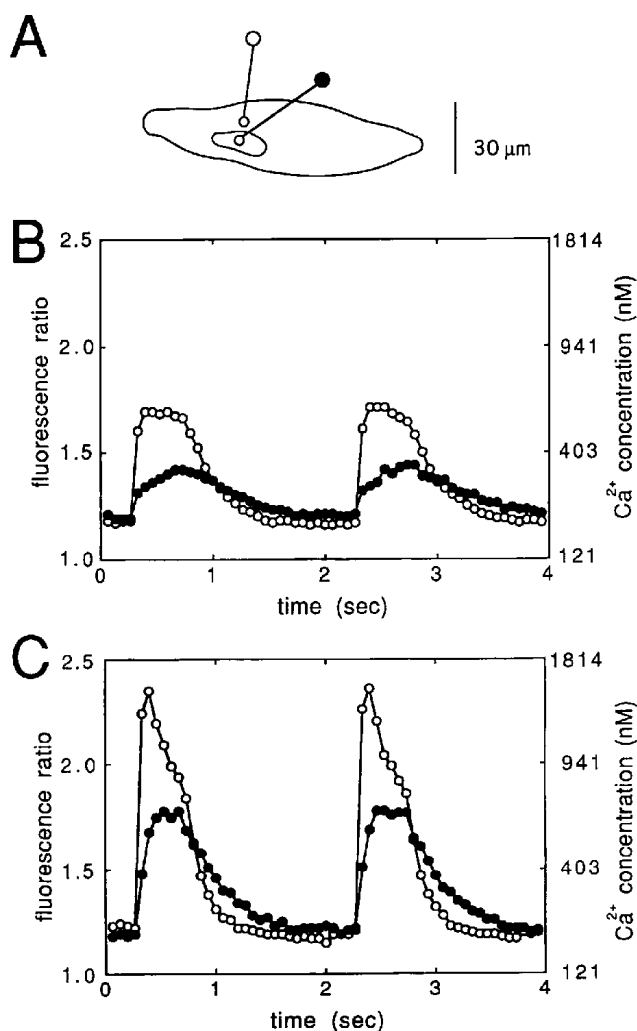 A
30 μm
B
2.5
2.0
1.5
1.0
fluorescence ratio
1814
941
403
121
Ca2+ concentration (nM)
0 1 2 3 4
time (sec)
C
2.5
2.0
1.5
1.0
fluorescence ratio
1814
941
403
121
Ca2+ concentration (nM)
0 1 2 3 4
time (sec)